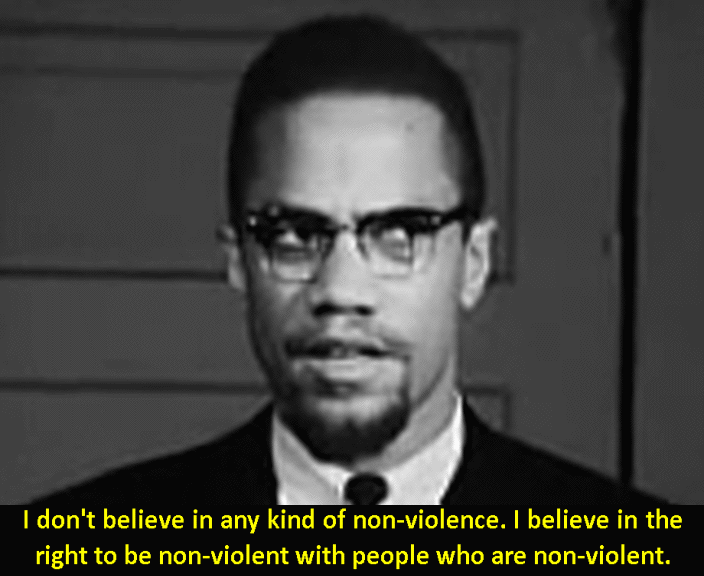 I don't believe in any kind of non-violence. I believe in the
right to be non-violent with people who are non-violent.